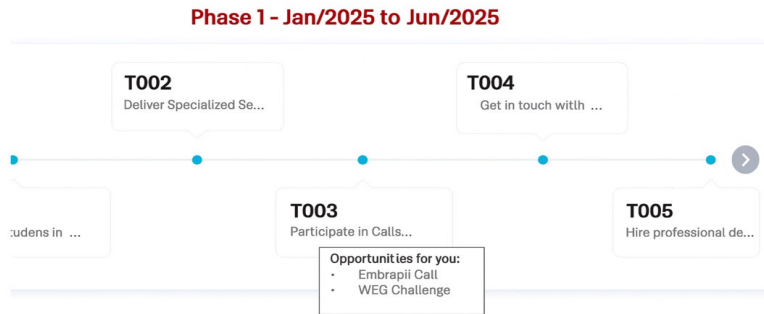 Phase 1 - Jan/2025 to Jun/2025
T002
Deliver Specialized Se...
T004
Get in touch witlh ...
tudens in ...
T003
Participate in Calls...
T005
Hire professional de...
Opportunities for you:
· Embrapii Call
· WEG Challenge